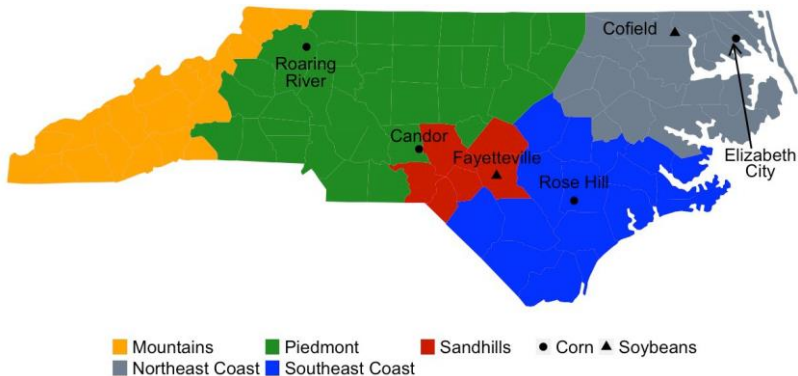 Cofield
Roaring
River
Candor
Fayetteville
Elizabeth
City
Rose Hill
Mountains
Piedmont
Sandhills
Corn
Soybeans
Northeast Coast
Southeast Coast